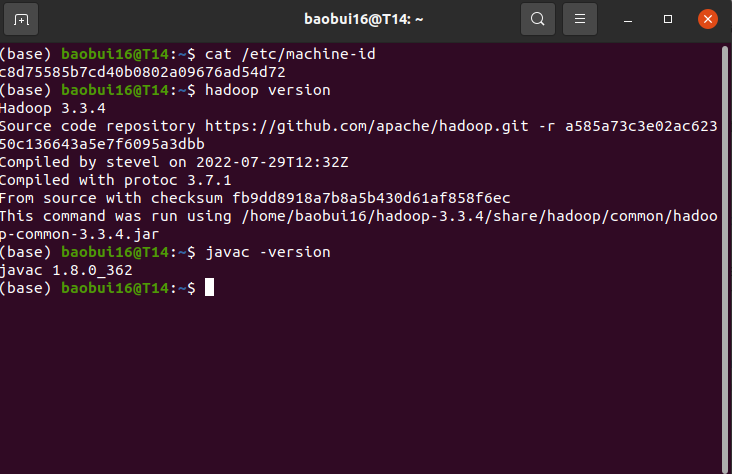 baobui16@T14: ~
(base) baobui16@T14:~$ cat /etc/machine-id
c8d75585b7cd40b0802a09676ad54d72
(base) baobui16@T14:~$ hadoop version
Hadoop 3.3.4
Source code repository https://github.com/apache/hadoop.git -r a585a73c3e02ac623
50c136643a5e7f6095a3dbb
Compiled by stevel on 2022-07-29T12:32Z
Compiled with protoc 3.7.1
From source with checksum fb9dd8918a7b8a5b430d61af858f6ec
This command was run using /home/baobui16/hadoop-3.3.4/share/hadoop/common/hadoo
p-common-3.3.4.jar
(base) baobui16@T14:~$ javac -version
javac 1.8.0_362
(base) baobui16@T14:~$